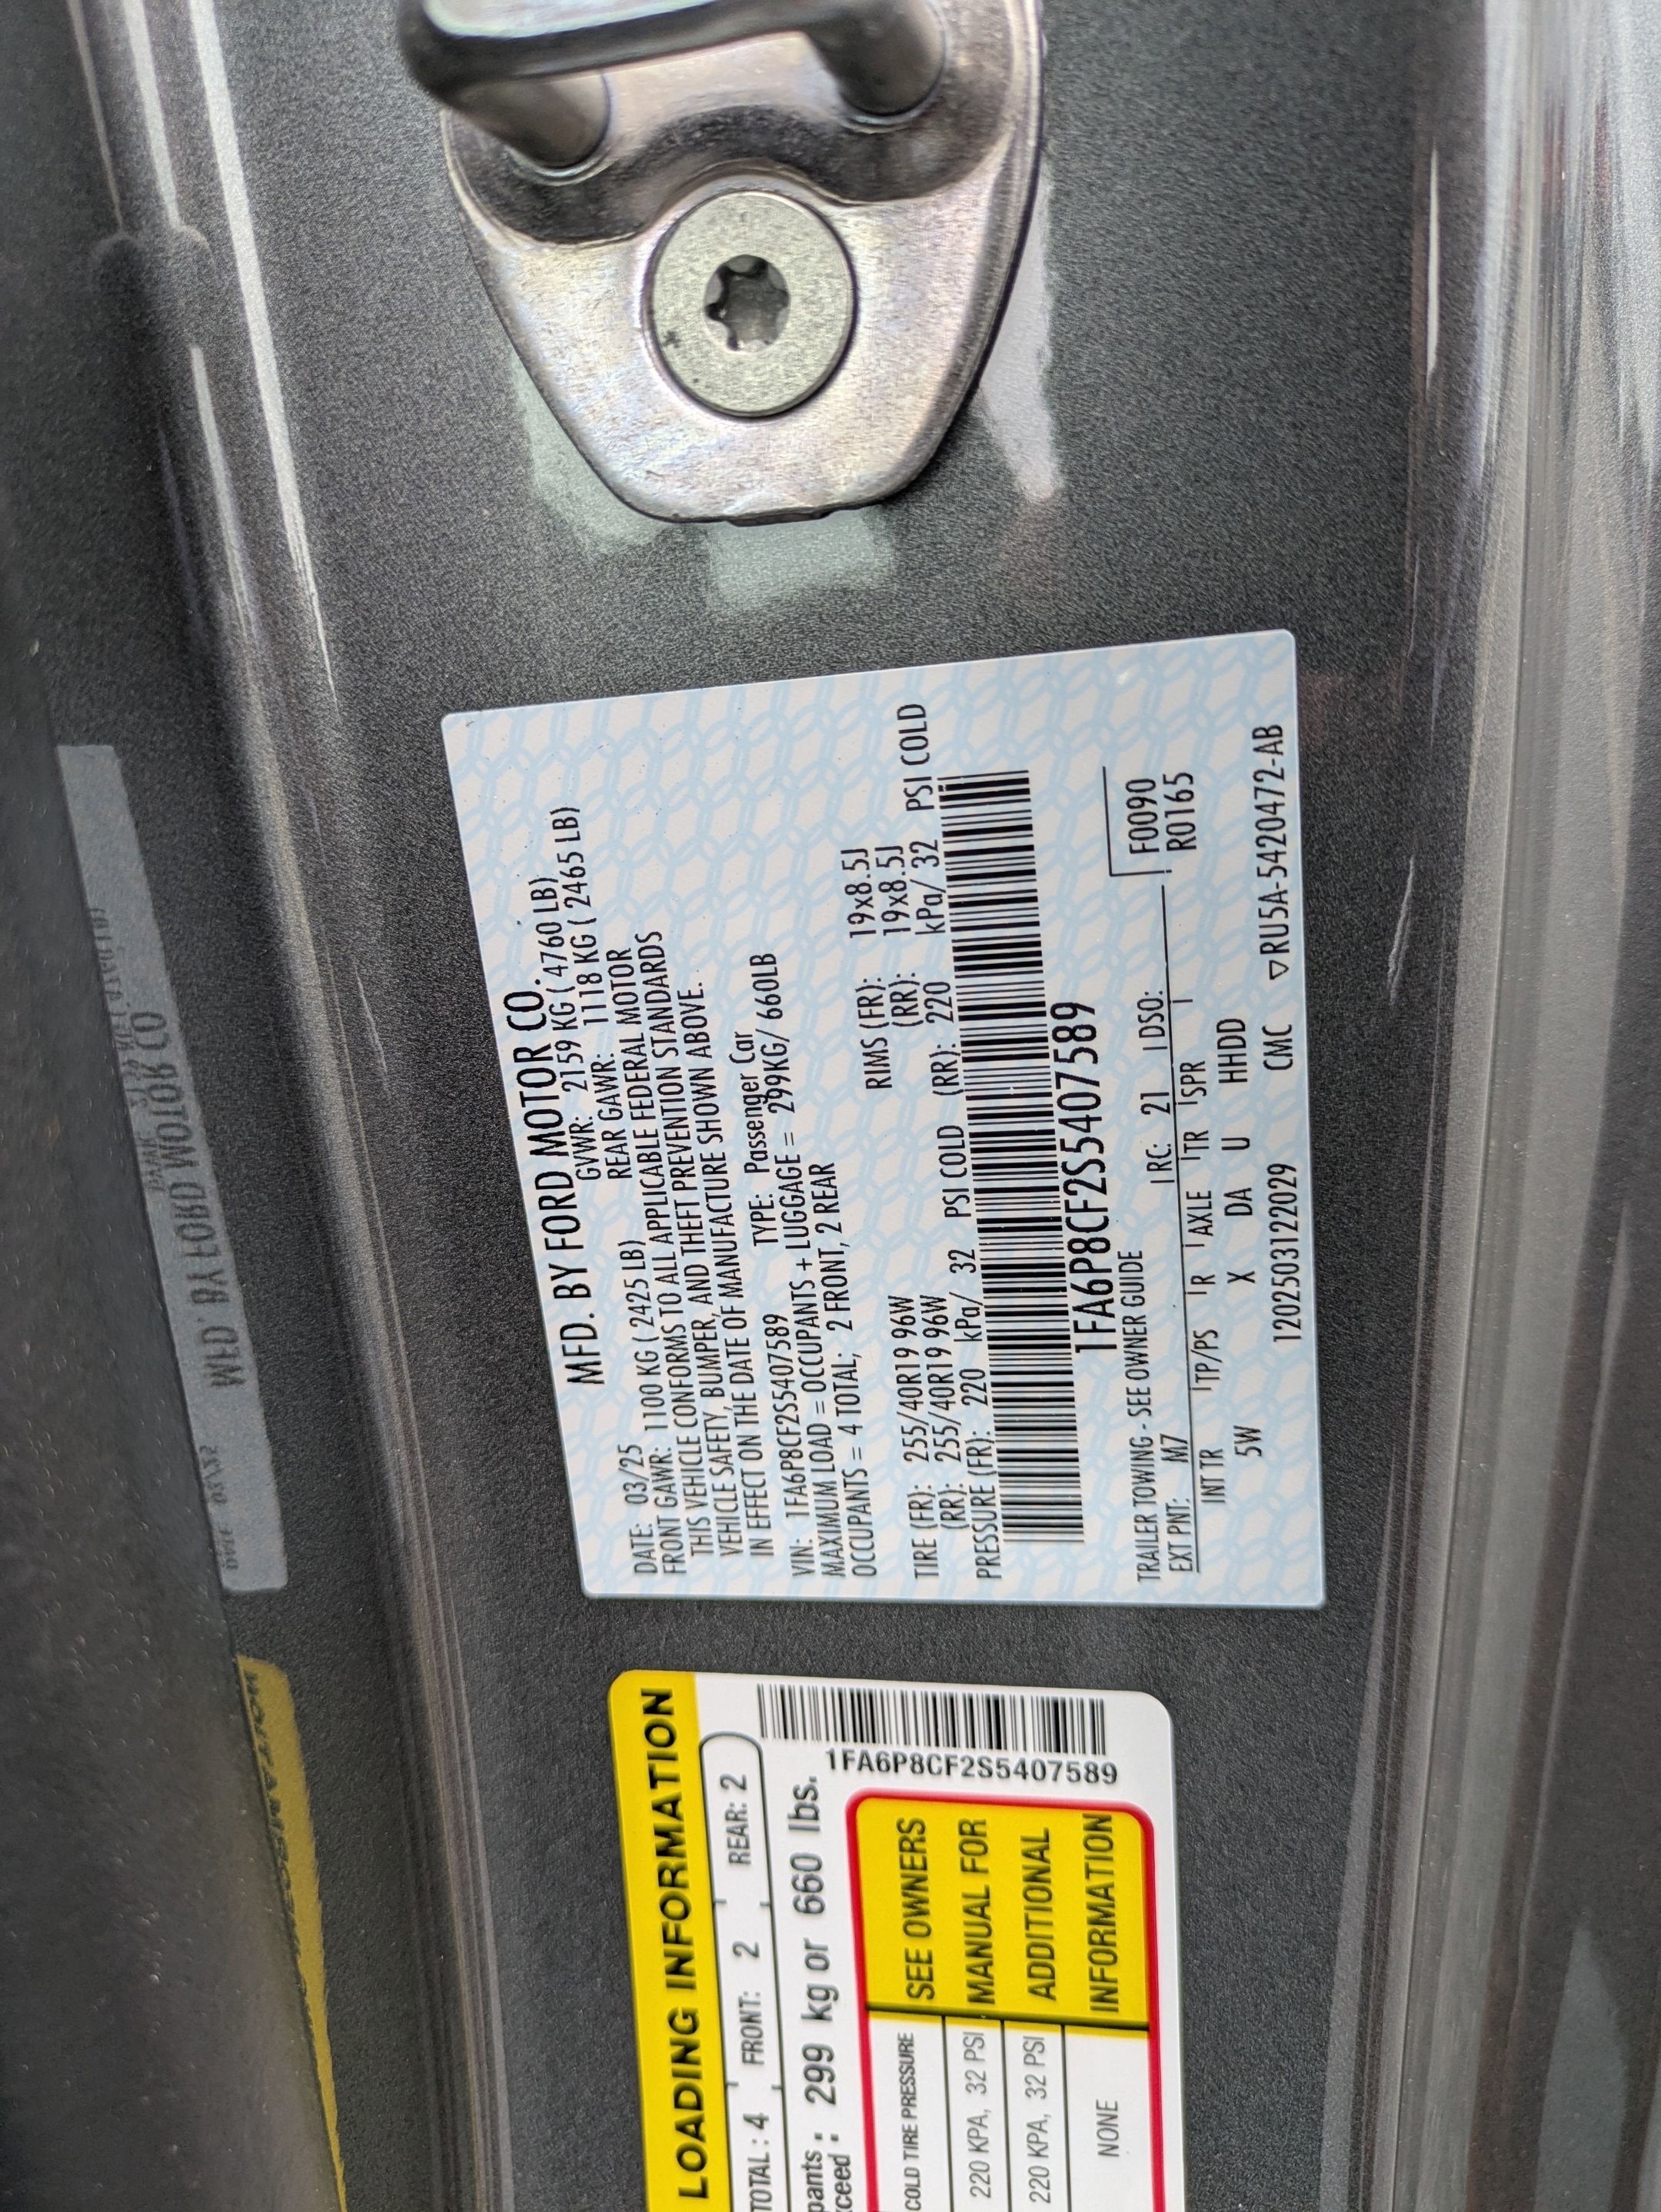 MFD. BY FORD MOTOR CO.
DATE: 03/25 GVWR: 2159 KG ( 4760 LB)
FRONT GAWR: 1100 KG ( 2425 LB) REAR GAWR: 1118 KG ( 2465 LB)
THIS VEHICLE CONFORMS TO ALL APPLICABLE FEDERAL MOTOR
VEHICLE SAFETY, BUMPER, AND THEFT PREVENTION STANDARDS
IN EFFECT ON THE DATE OF MANUFACTURE SHOWN ABOVE.
VIN: 1FA6P8CF2S5407589 TYPE: Passenger Car
MAXIMUM LOAD = OCCUPANTS + LUGGAGE = 299KG/ 660LB
OCCUPANTS = 4 TOTAL; 2 FRONT, 2 REAR
TIRE (FR): 255/40R19 96W RIMS (FR): 19x8.5J
(RR): 255/40R19 96W (RR): 19x8.5J
PRESSURE (FR): 220 kPa/ 32 PSI COLD (RR): 220 kPa/ 32 PSI COLD
1FA6P8CF2S5407589
TRAILER TOWING - SEE OWNER GUIDE
EXT PNT: M7 RC: 21 DSO:
F0090
R0165
INT TR TP/PS R AXLE TR SPR
5W X DA U HHDD
1202503122029 CMC ▽RU5A-5420472-AB
LOADING INFORMATION
TOTAL : 4 FRONT: 2 REAR: 2
pants : 299 kg or 660 lbs.
xceed :
1FA6P8CF2S5407589
COLD TIRE PRESSURE
220 KPA, 32 PSI
220 KPA, 32 PSI
NONE
SEE OWNERS
MANUAL FOR
ADDITIONAL
INFORMATION